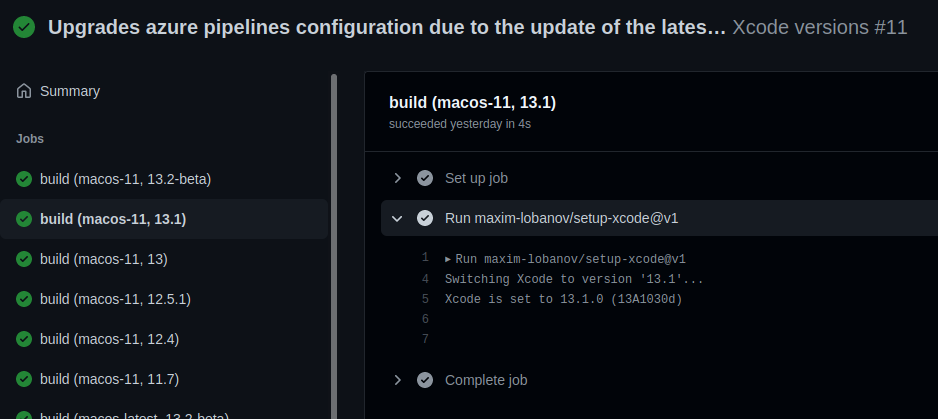 Upgrades azure pipelines configuration due to the update of the lates... Xcode versions #11
Summary
Jobs
build (macos-11, 13.2-beta)
build (macos-11, 13.1)
build (macos-11, 13)
build (macos-11, 12.5.1)
build (macos-11, 12.4)
build (macos-11, 11.7)
build (macos-latest, 13.2-beta)
build (macos-11, 13.1)
succeeded yesterday in 4s
Set up job
Run maxim-lobanov/setup-xcode@v1
1 ▸ Run maxim-lobanov/setup-xcode@v1
4 Switching Xcode to version '13.1'...
5 Xcode is set to 13.1.0 (13A1030d)
6
7
Complete job